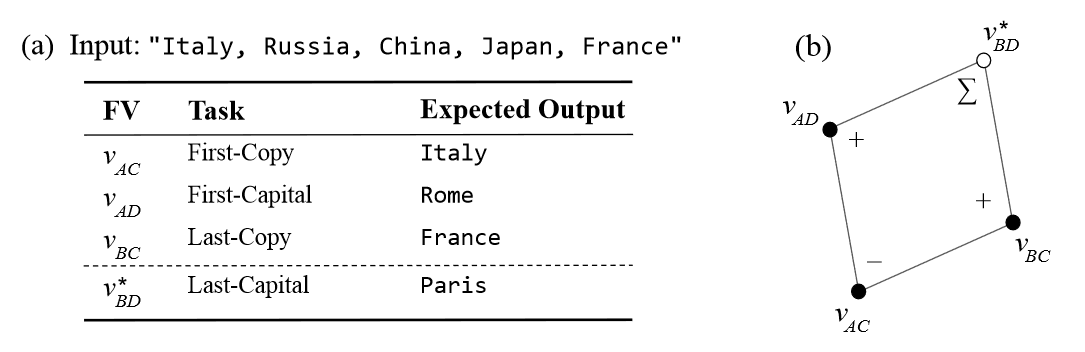 (a) Input: "Italy, Russia, China, Japan, France"
FV Task Expected Output
v_AC First-Copy Italy
v_AD First-Capital Rome
v_BC Last-Copy France
v*_BD Last-Capital Paris
(b)
v*_BD
∑
v_AD
+
+
v_BC
−
v_AC